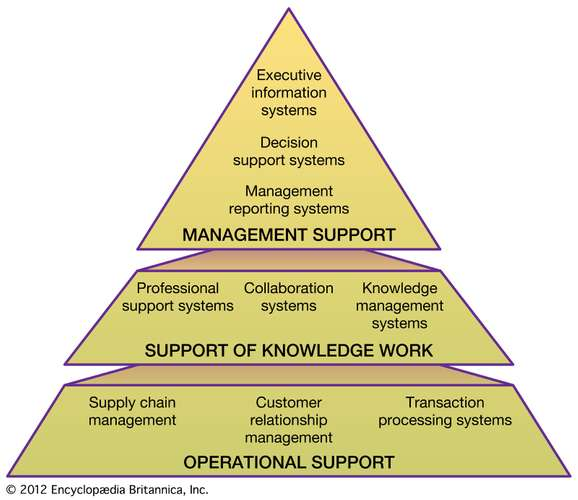 Executive
information
systems
Decision
support systems
Management
reporting systems
MANAGEMENT SUPPORT
Professional
support systems
Collaboration
systems
Knowledge
management
systems
SUPPORT OF KNOWLEDGE WORK
Supply chain
management
Customer
relationship
management
Transaction
processing systems
OPERATIONAL SUPPORT
© 2012 Encyclopædia Britannica, Inc.